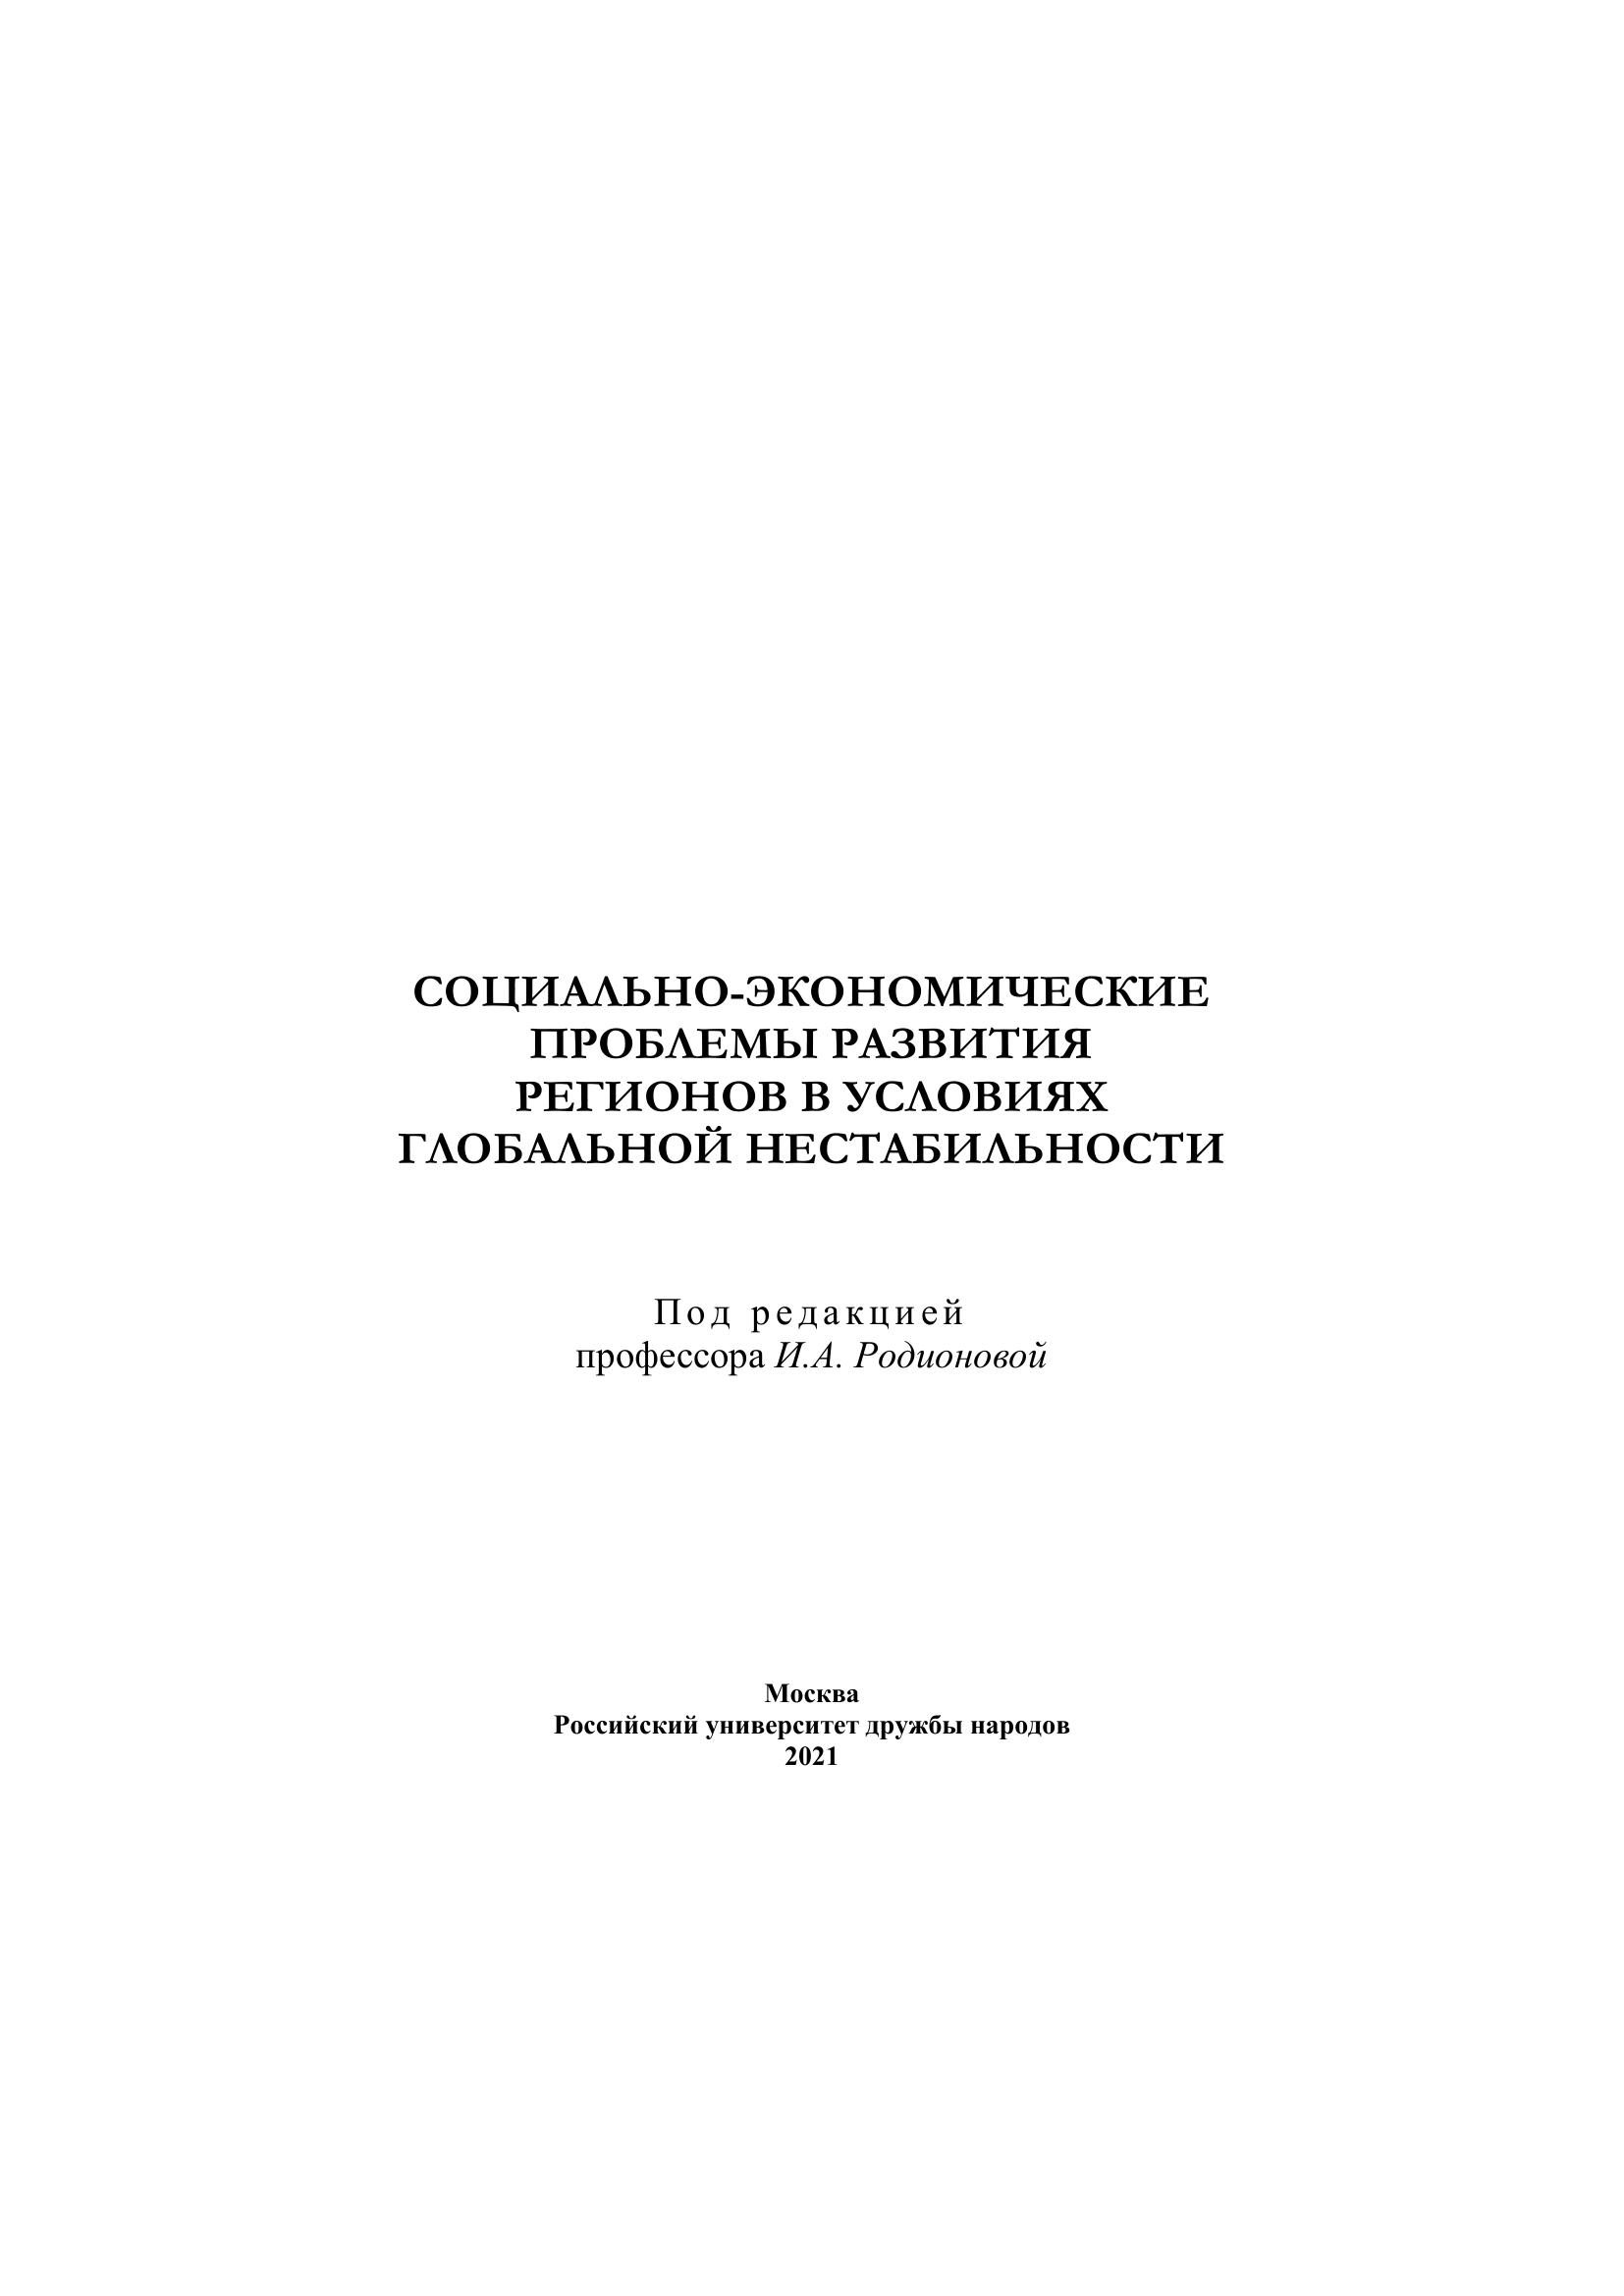 СОЦИАЛЬНО-ЭКОНОМИЧЕСКИЕ
ПРОБЛЕМЫ РАЗВИТИЯ
РЕГИОНОВ В УСЛОВИЯХ
ГЛОБАЛЬНОЙ НЕСТАБИЛЬНОСТИ
Под редакцией
профессора И.А. Родионовой
Москва
Российский университет дружбы народов
2021